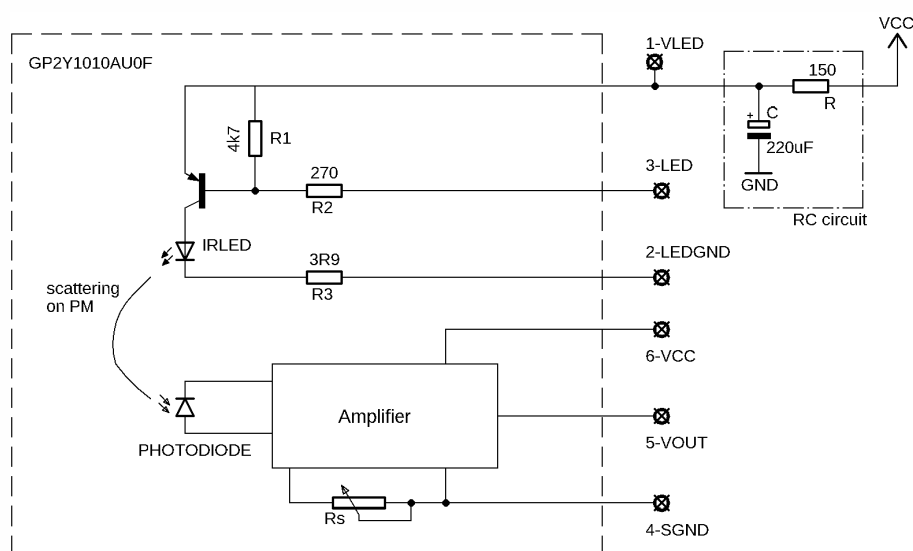 VCC
1-VLED
GP2Y1010AU0F
150
R
+ C
4k7
R1
220uF
3-LED
270
GND
R2
RC circuit
IRLED
2-LEDGND
3R9
R3
scattering
on PM
6-VCC
Amplifier
5-VOUT
PHOTODIODE
Rs
4-SGND